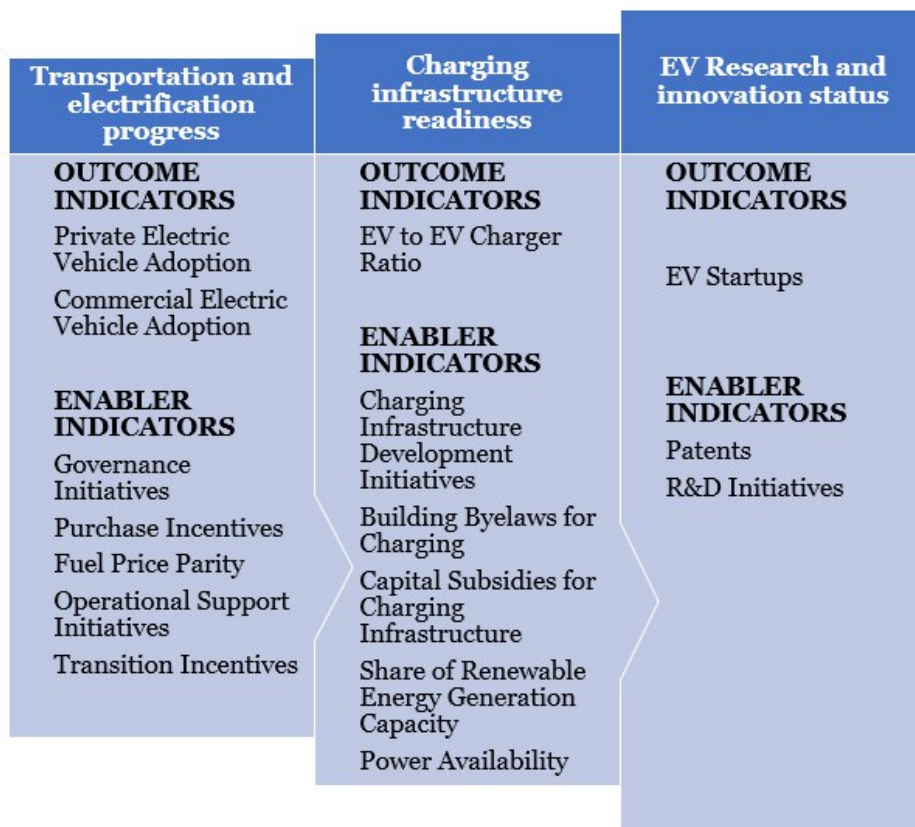 Transportation and
electrification
progress
OUTCOME
INDICATORS
Private Electric
Vehicle Adoption
Commercial Electric
Vehicle Adoption
ENABLER
INDICATORS
Governance
Initiatives
Purchase Incentives
Fuel Price Parity
Operational Support
Initiatives
Transition Incentives
Charging
infrastructure
readiness
OUTCOME
INDICATORS
EV to EV Charger
Ratio
ENABLER
INDICATORS
Charging
Infrastructure
Development
Initiatives
Building Byelaws for
Charging
Capital Subsidies for
Charging
Infrastructure
Share of Renewable
Energy Generation
Capacity
Power Availability
EV Research and
innovation status
OUTCOME
INDICATORS
EV Startups
ENABLER
INDICATORS
Patents
R&D Initiatives